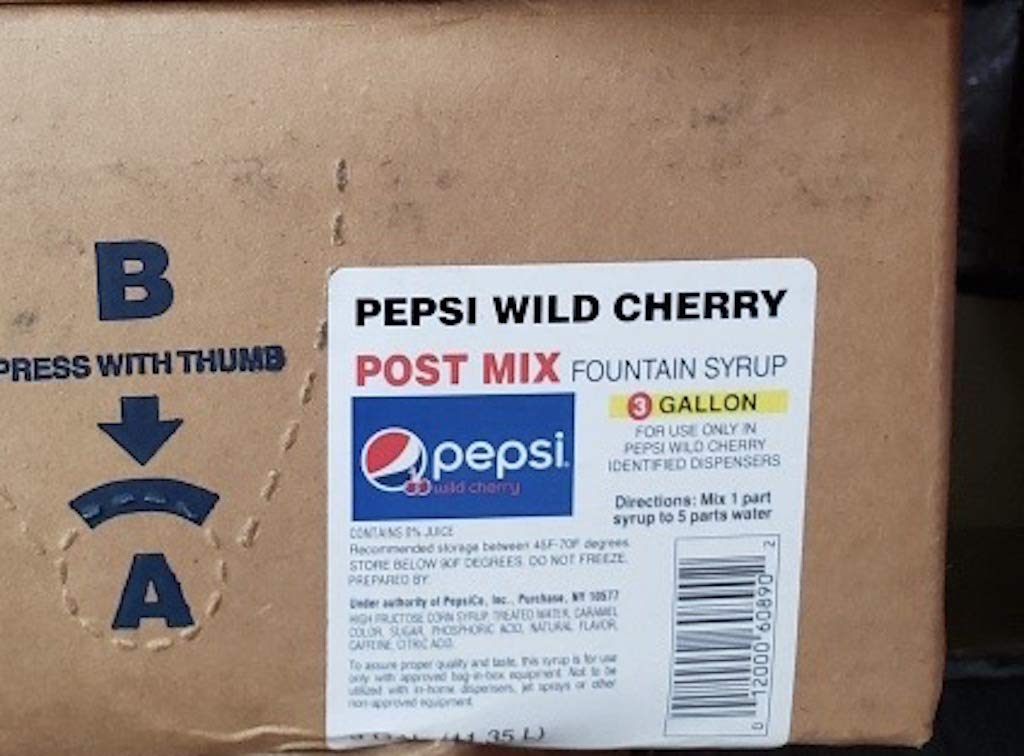 B
PRESS WITH THUMB
A
PEPSI WILD CHERRY
POST MIX FOUNTAIN SYRUP
3 GALLON
FOR USE ONLY IN
PEPSI WILD CHERRY
IDENTIFIED DISPENSERS
pepsi
wild cherry
Directions: Mix 1 part
syrup to 5 parts water
CONTAINS 0% JUICE
Recommended storage between 45F-70F degrees.
STORE BELOW 90F DEGREES. DO NOT FREEZE.
PREPARED BY:
Under authority of PepsiCo, Inc., Purchase, NY 10577
HIGH FRUCTOSE CORN SYRUP, TREATED WATER, CARAMEL
COLOR, SUGAR, PHOSPHORIC ACID, NATURAL FLAVOR,
CAFFEINE, CITRIC ACID
To assure proper quality and taste, this syrup is for use
only with approved bag-in-box equipment. Not to be
utilized with in-home dispensers, jet sprays or other
non-approved equipment.
0 12000 60890 2
(11.35 L)